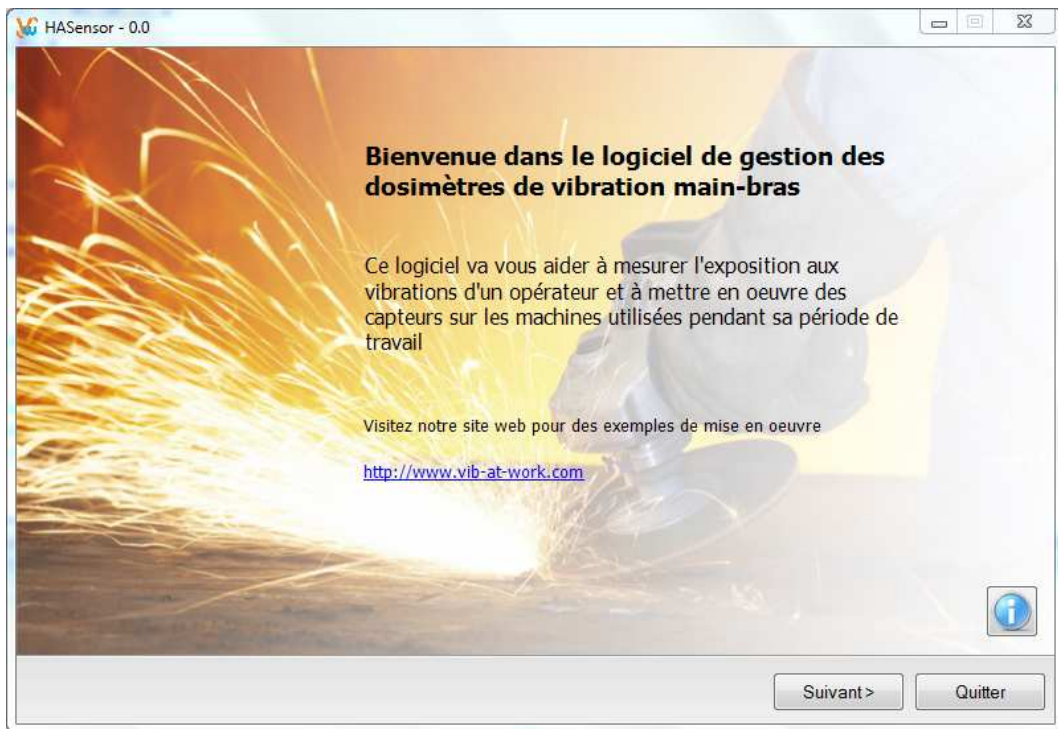 HASensor - 0.0
Bienvenue dans le logiciel de gestion des
dosimètres de vibration main-bras
Ce logiciel va vous aider à mesurer l'exposition aux
vibrations d'un opérateur et à mettre en oeuvre des
capteurs sur les machines utilisées pendant sa période de
travail
Visitez notre site web pour des exemples de mise en oeuvre
http://www.vib-at-work.com
Suivant >
Quitter